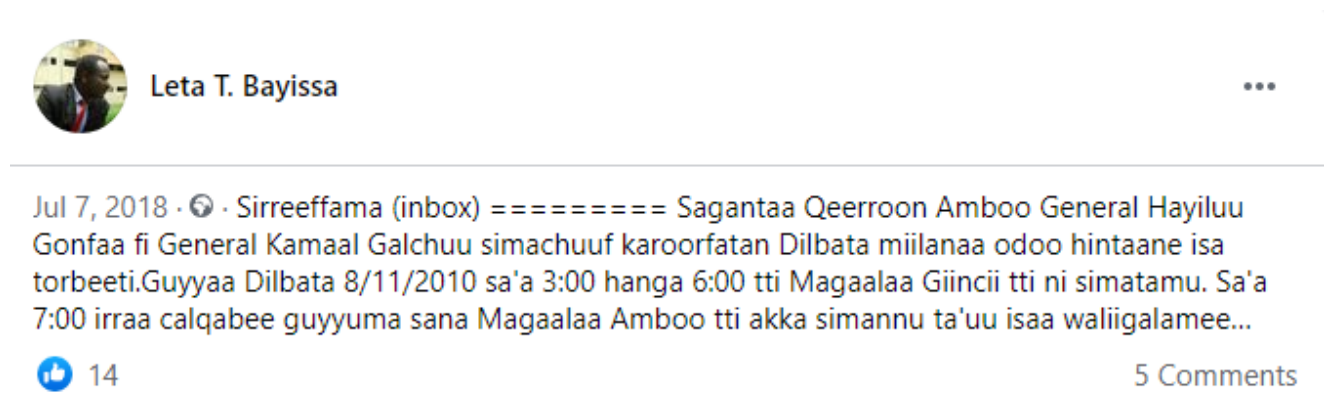 Leta T. Bayissa
Jul 7, 2018 · · Sirreeffama (inbox) ========= Sagantaa Qeerroon Amboo General Hayiluu
Gonfaa fi General Kamaal Galchuu simachuuf karoorfatan Dilbata miilanaa odoo hintaane isa
torbeeti.Guyyaa Dilbata 8/11/2010 sa'a 3:00 hanga 6:00 tti Magaalaa Giincii tti ni simatamu. Sa'a
7:00 irraa calqabee guyyuma sana Magaalaa Amboo tti akka simannu ta'uu isaa waliigalamee...
14
5 Comments